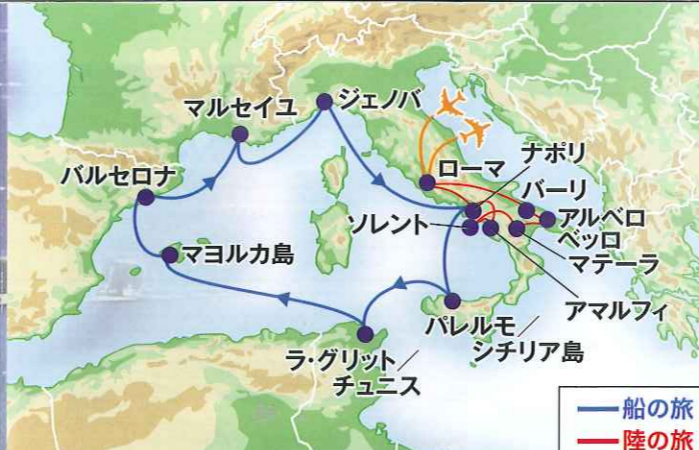 マルセイユ
ジェノバ
バルセロナ
ローマ
ナポリ
バーリ
アルベロ
ベッロ
ソレント
マテーラ
マヨルカ島
アマルフィ
パレルモ／
シチリア島
ラ・グリット／
チュニス
船の旅
陸の旅